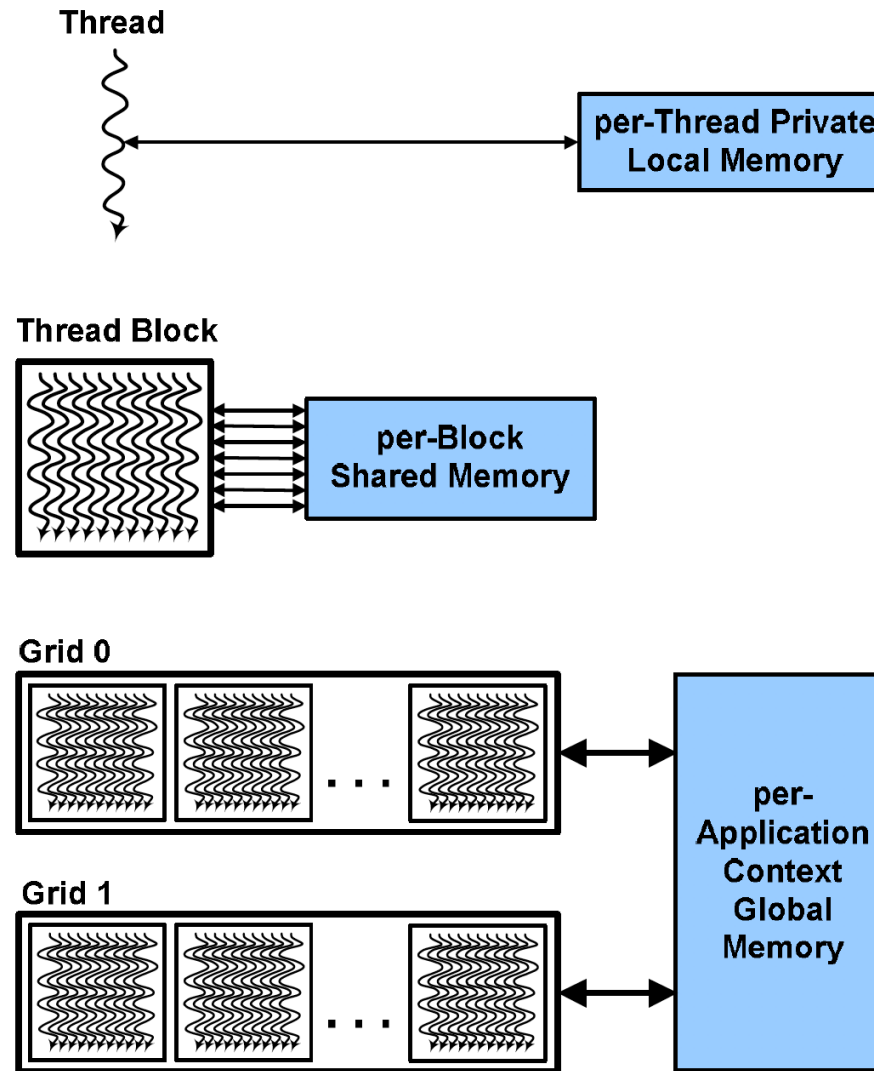 Thread
per-Thread Private
Local Memory
Thread Block
per-Block
Shared Memory
Grid 0
. . .
per-
Application
Context
Global
Memory
Grid 1
. . .